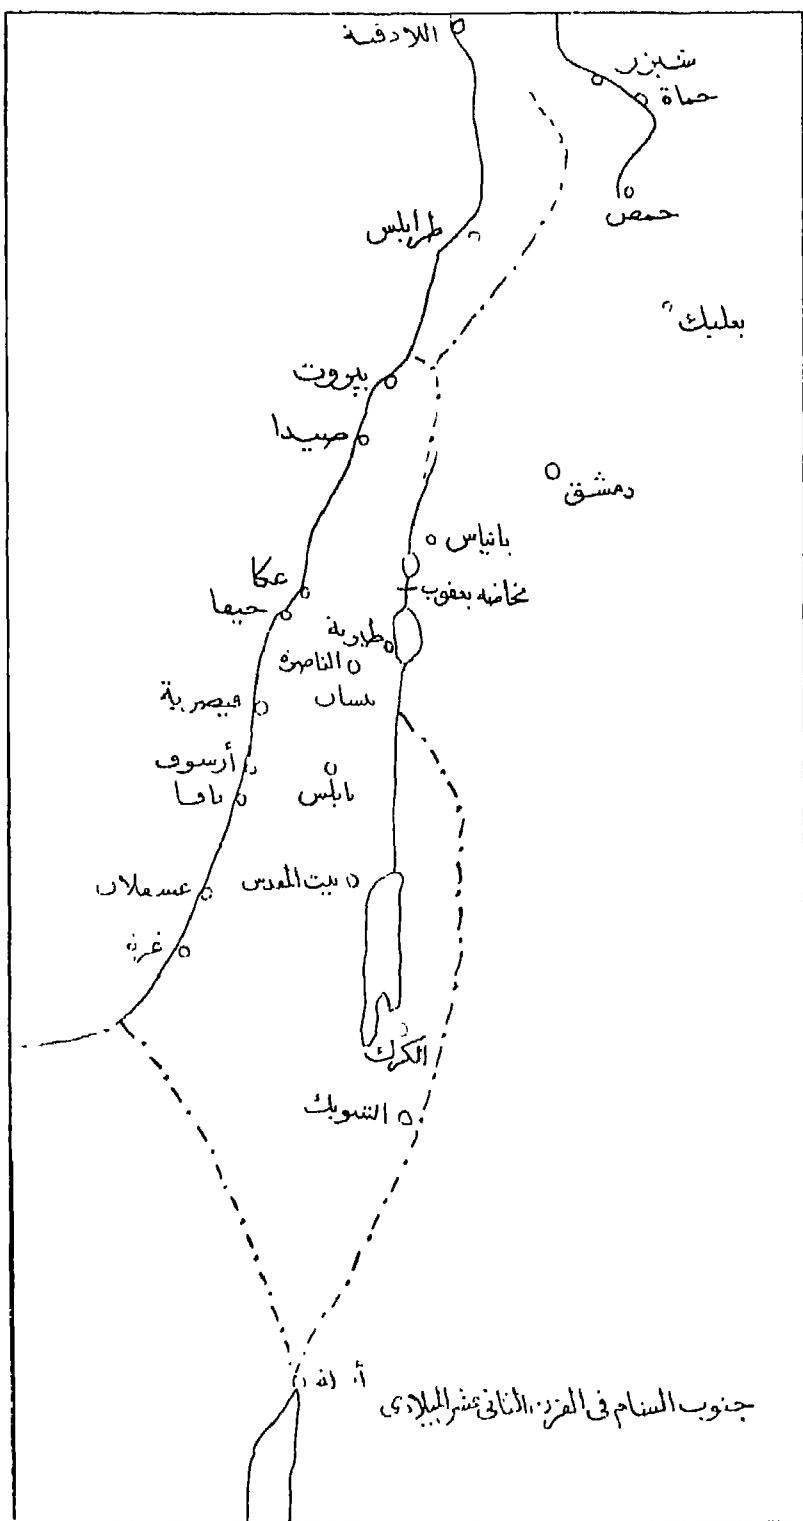 اللاذقية
شيزر
حماة
حمص
طرابلس
بعلبك
بيروت
صيدا
دمشق
بانياس
عكا
مخاضة يعقوب
حيفا
طبرية
الناصرة
قيصرية
بيسان
أرسوف
يافا
نابلس
عسقلان
بيت المقدس
غزة
الكرك
الشوبك
جنوب الشام في القرن الثاني عشر الميلادي